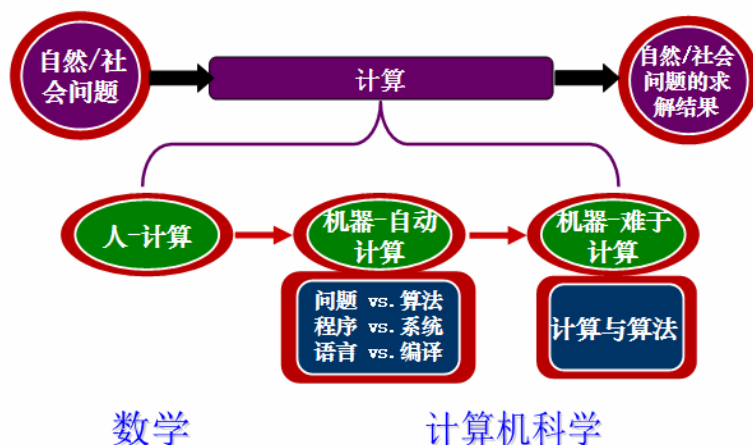 自然/社
会问题
计算
自然/社会
问题的求
解结果
人-计算
机器-自动
计算
机器-难于
计算
问题 vs.算法
程序 vs.系统
语言 vs.编译
计算与算法
数学
计算机科学